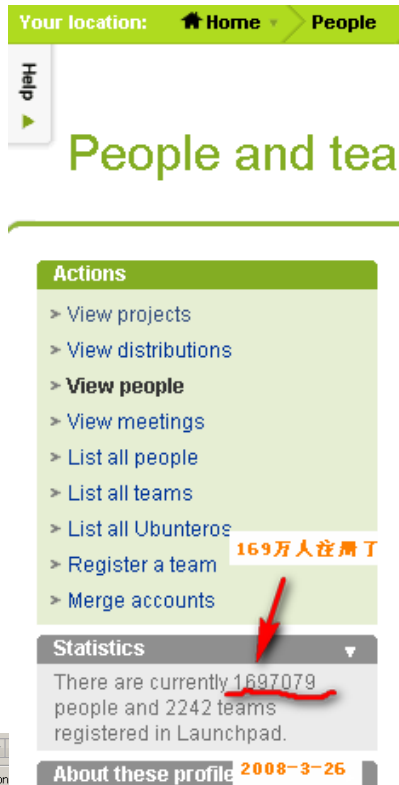 Your location: Home People
Help
People and tea
Actions
View projects
View distributions
View people
View meetings
List all people
List all teams
List all Ubunteros
169万人注册了
Register a team
Merge accounts
Statistics
There are currently 1697079
people and 2242 teams
registered in Launchpad.
About these profile
2008-3-26
on